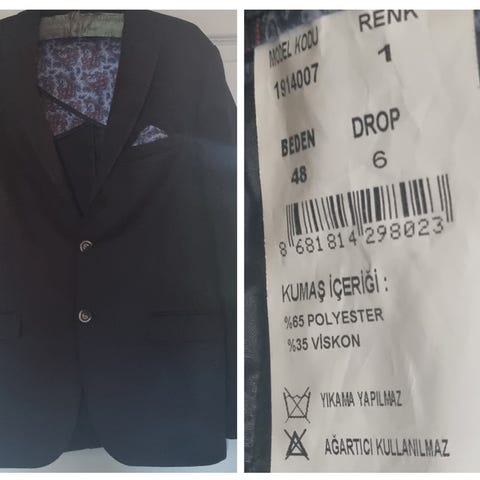 MODEL KODU RENK
1914007 1
BEDEN DROP
48 6
8 681814 298023
KUMAŞ İÇERİĞİ :
%65 POLYESTER
%35 VİSKON
YIKAMA YAPILMAZ
AĞARTICI KULLANILMAZ